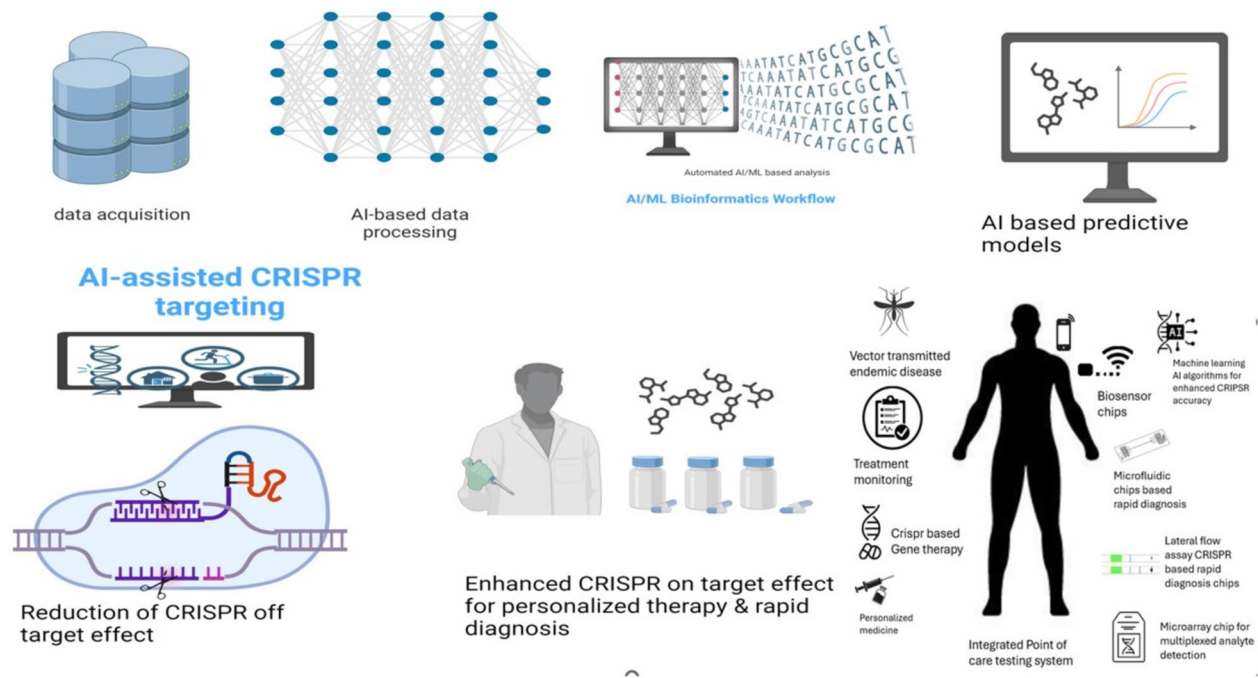 AATATCATGCGCAT
TCAAATATCATGCG
AAATATCATGCGCAT
TCAAATATCATGCG
AGTCAAATATCATGCG
CAAATATCATGCGCAT
data acquisition
AI-based data
processing
Automated AI/ML based analysis
AI/ML Bioinformatics Workflow
AI based predictive
models
AI-assisted CRISPR
targeting
Reduction of CRISPR off
target effect
Enhanced CRISPR on target effect
for personalized therapy & rapid
diagnosis
Vector transmitted
endemic disease
Treatment
monitoring
Crispr based
Gene therapy
Personalized
medicine
Integrated Point of
care testing system
AI
Machine learning
AI algorithms for
enhanced CRIPSR
accuracy
Biosensor
chips
Microfluidic
chips based
rapid diagnosis
Lateral flow
assay CRISPR
based rapid
diagnosis chips
Microarray chip for
multiplexed analyte
detection